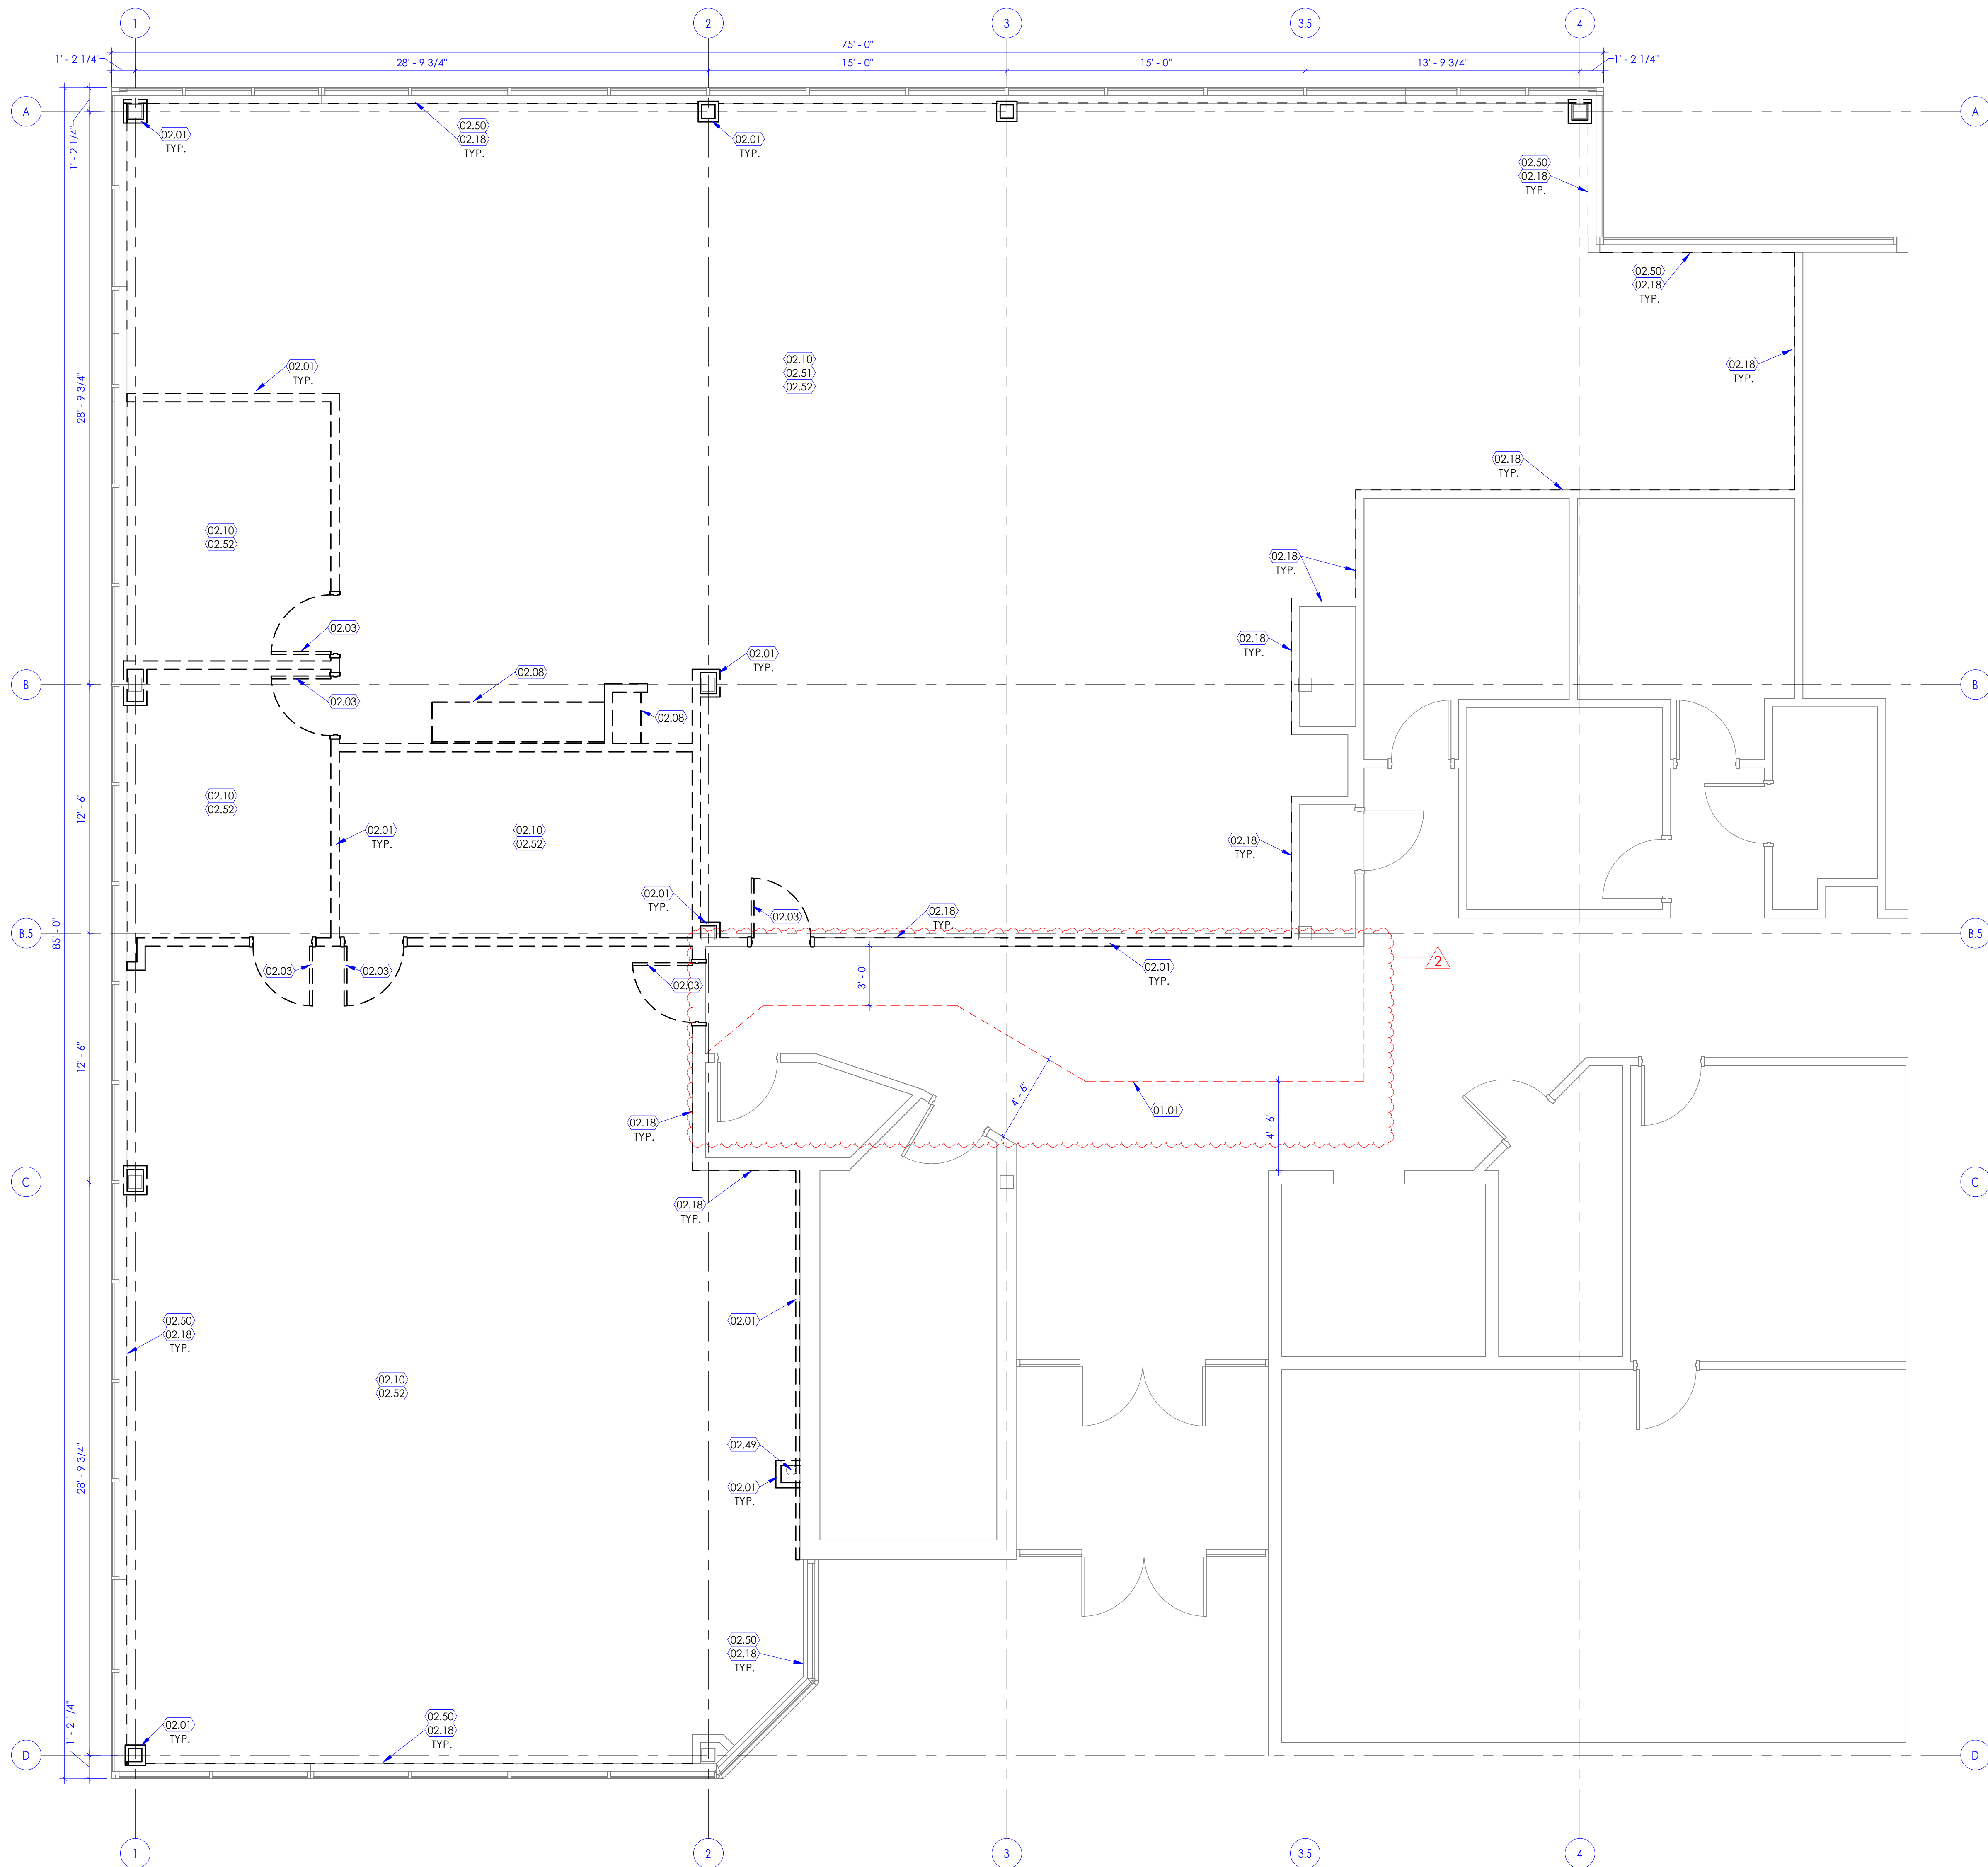 1
2
3
3.5
4
75' - 0"
1' - 2 1/4"
28' - 9 3/4"
15' - 0"
15' - 0"
13' - 9 3/4"
1' - 2 1/4"
A
A
1' - 2 1/4"
02.01
TYP.
02.50
02.18
TYP.
02.01
TYP.
02.50
02.18
TYP.
02.50
02.18
TYP.
28' - 9 3/4"
02.01
TYP.
02.10
02.51
02.52
02.18
TYP.
02.18
TYP.
02.10
02.52
02.18
TYP.
02.03
02.18
TYP.
02.01
TYP.
02.08
B
B
02.03
02.08
12' - 6"
02.10
02.52
02.01
TYP.
02.10
02.52
02.18
TYP.
02.01
TYP.
02.03
02.18
TYP.
85' - 0"
B.5
B.5
02.03
02.03
02.03
3' - 0"
02.01
TYP.
2
12' - 6"
4' - 6"
01.01
4' - 6"
02.18
TYP.
C
C
02.18
TYP.
02.50
02.18
TYP.
02.01
02.10
02.52
28' - 9 3/4"
02.49
02.01
TYP.
02.50
02.18
TYP.
1' - 2 1/4"
02.01
TYP.
02.50
02.18
TYP.
D
D
1
2
3
3.5
4